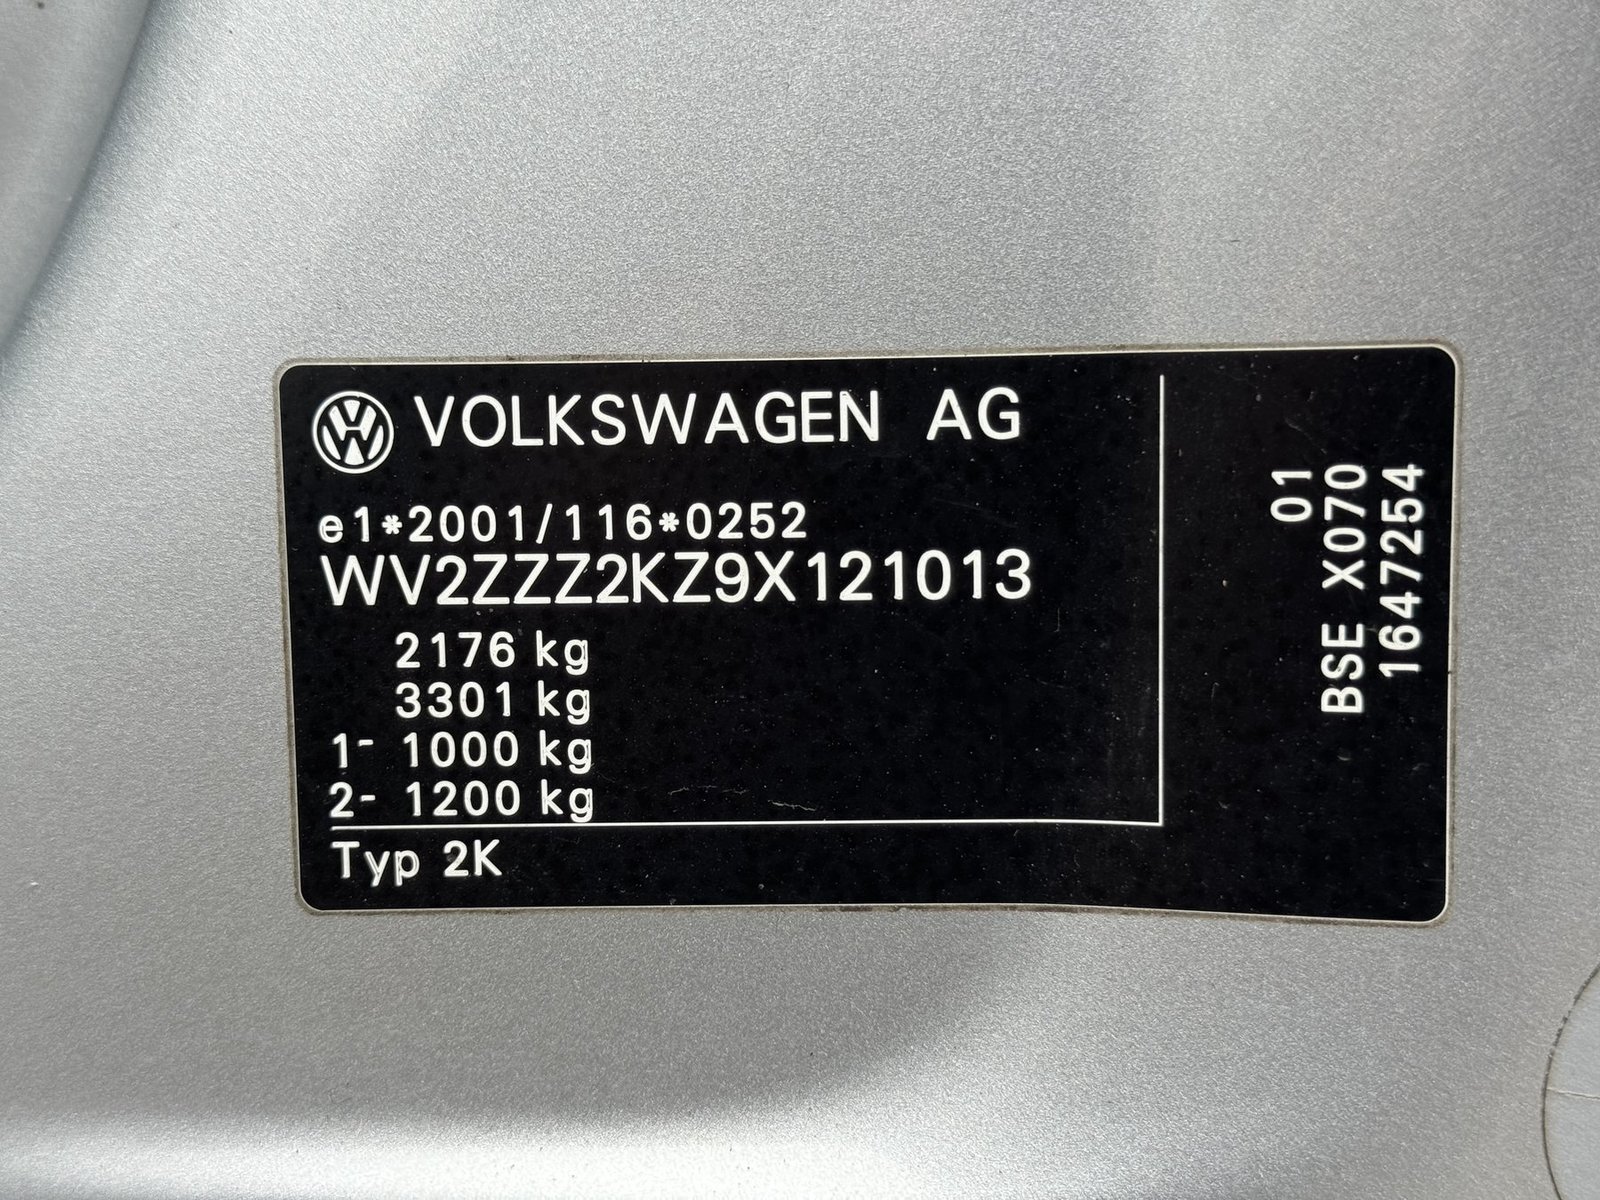 VOLKSWAGEN AG
e1*2001/116*0252
WV2ZZZ2KZ9X121013
2176 kg
3301 kg
1- 1000 kg
2- 1200 kg
Typ 2K
01
BSE X070
1647254